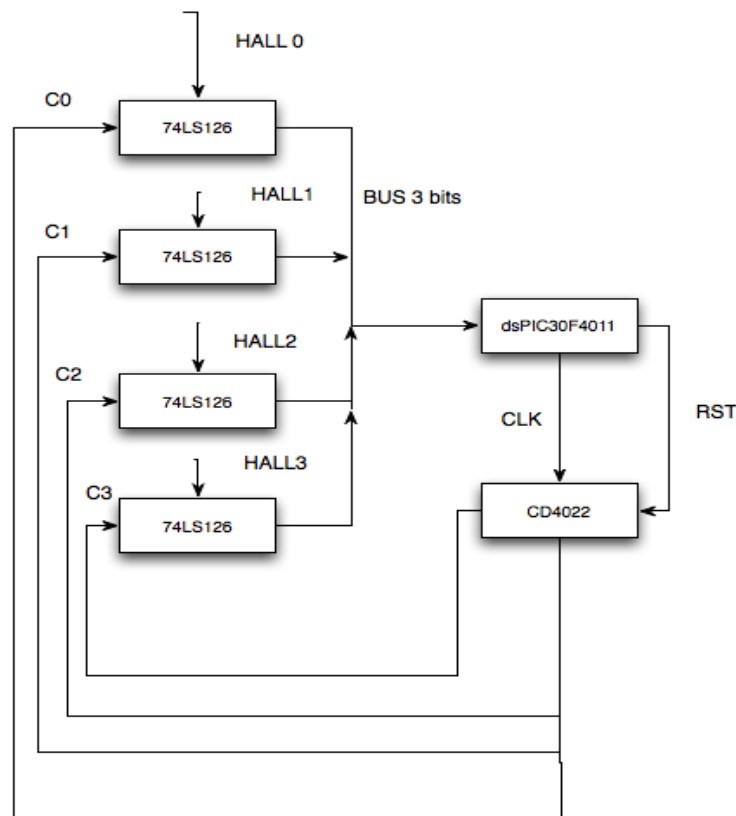 HALL 0
C0
74LS126
HALL1
BUS 3 bits
C1
74LS126
dsPIC30F4011
HALL2
C2
74LS126
CLK
RST
HALL3
C3
CD4022
74LS126